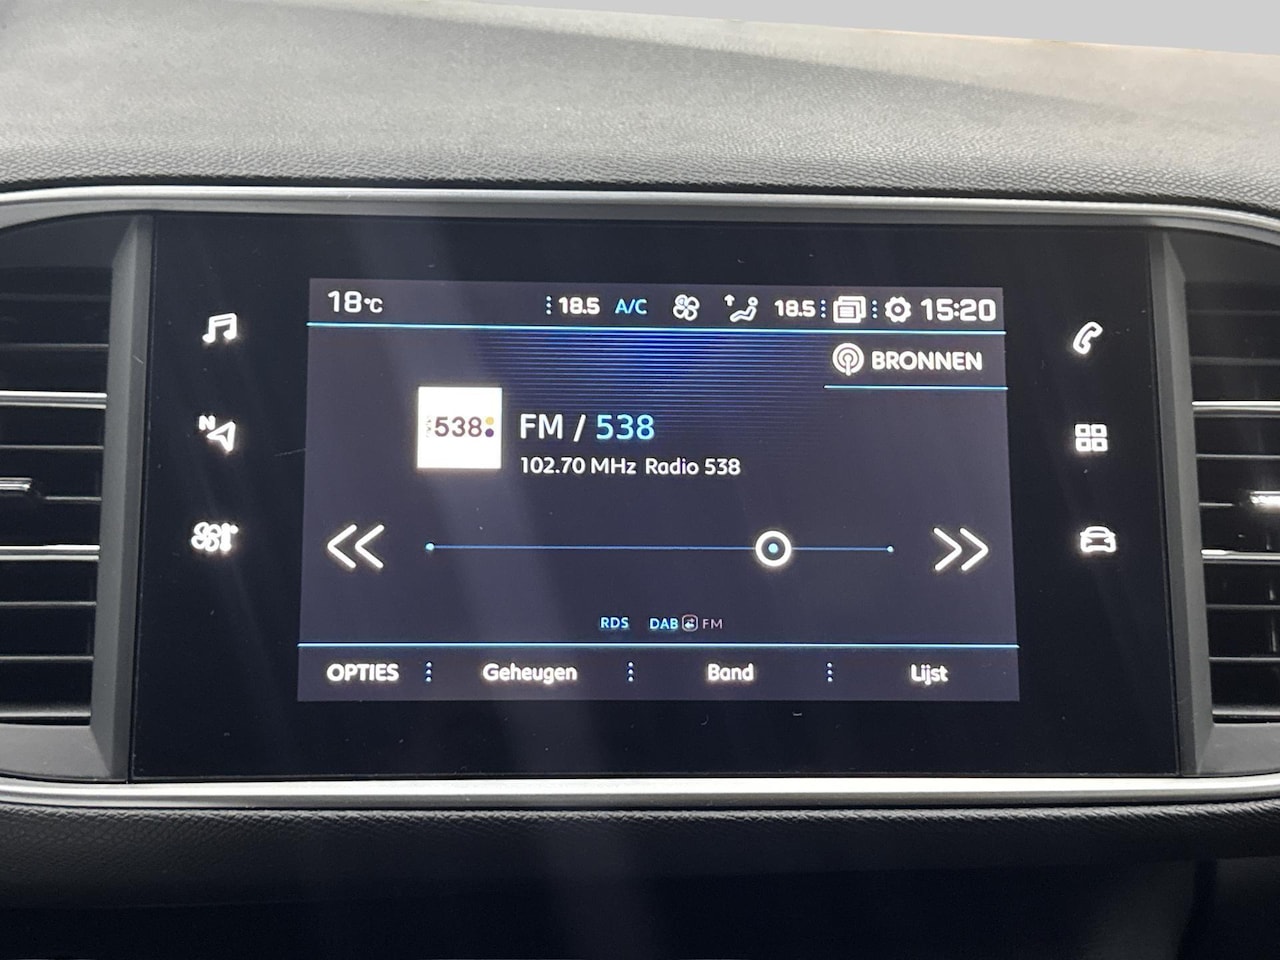 18°C 18.5 A/C 18.5 15:20
BRONNEN
538
FM / 538
102.70 MHz Radio 538
N
RDS DAB FM
OPTIES Geheugen Band Lijst